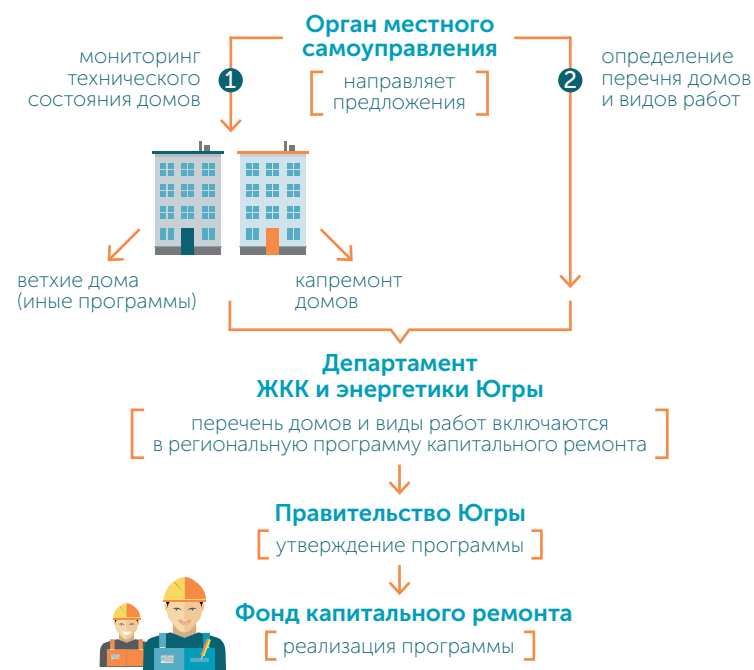 Орган местного
самоуправления
направляет
предложения
мониторинг
технического
состояния домов
1
2
определение
перечня домов
и видов работ
ветхие дома
(иные программы)
капремонт
домов
Департамент
ЖКК и энергетики Югры
перечень домов и виды работ включаются
в региональную программу капитального ремонта
Правительство Югры
утверждение программы
Фонд капитального ремонта
реализация программы